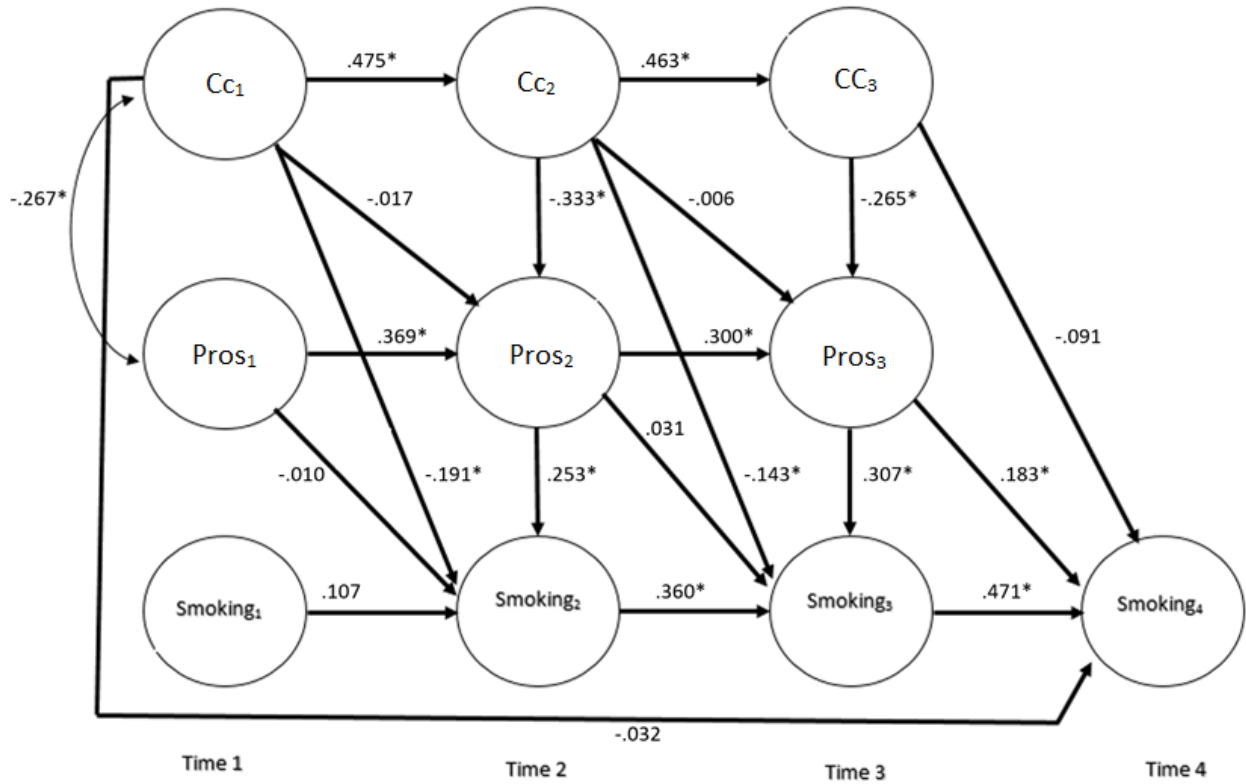 .475*
.463*
Cc₁
Cc₂
CC₃
-.267*
-.017
-.333*
-.006
-.265*
-.091
.369*
.300*
Pros₁
Pros₂
Pros₃
-.010
-.191*
.253*
.031
-.143*
.307*
.183*
Smoking₁
.107
Smoking₂
.360*
Smoking₃
.471*
Smoking₄
-.032
Time 1
Time 2
Time 3
Time 4